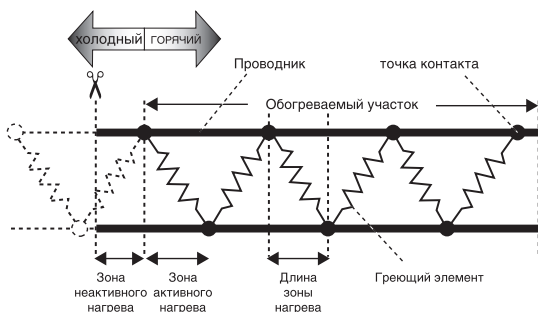 ХОЛОДНЫЙ ГОРЯЧИЙ
Проводник
точка контакта
Обогреваемый участок
Зона
неактивного
нагрева
Зона
активного
нагрева
Длина
зоны
нагрева
Греющий элемент